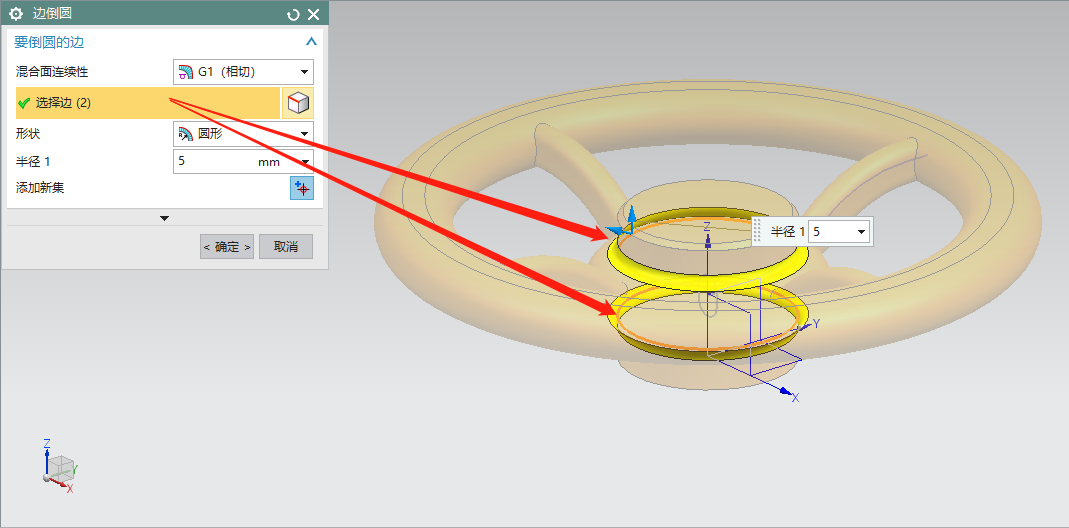 边倒圆
要倒圆的边
混合面连续性 G1（相切）
选择边 (2)
形状 圆形
半径 1 5 mm
添加新集
< 确定 > 取消
半径 1 5
Z
Y
X
Z
Y
X